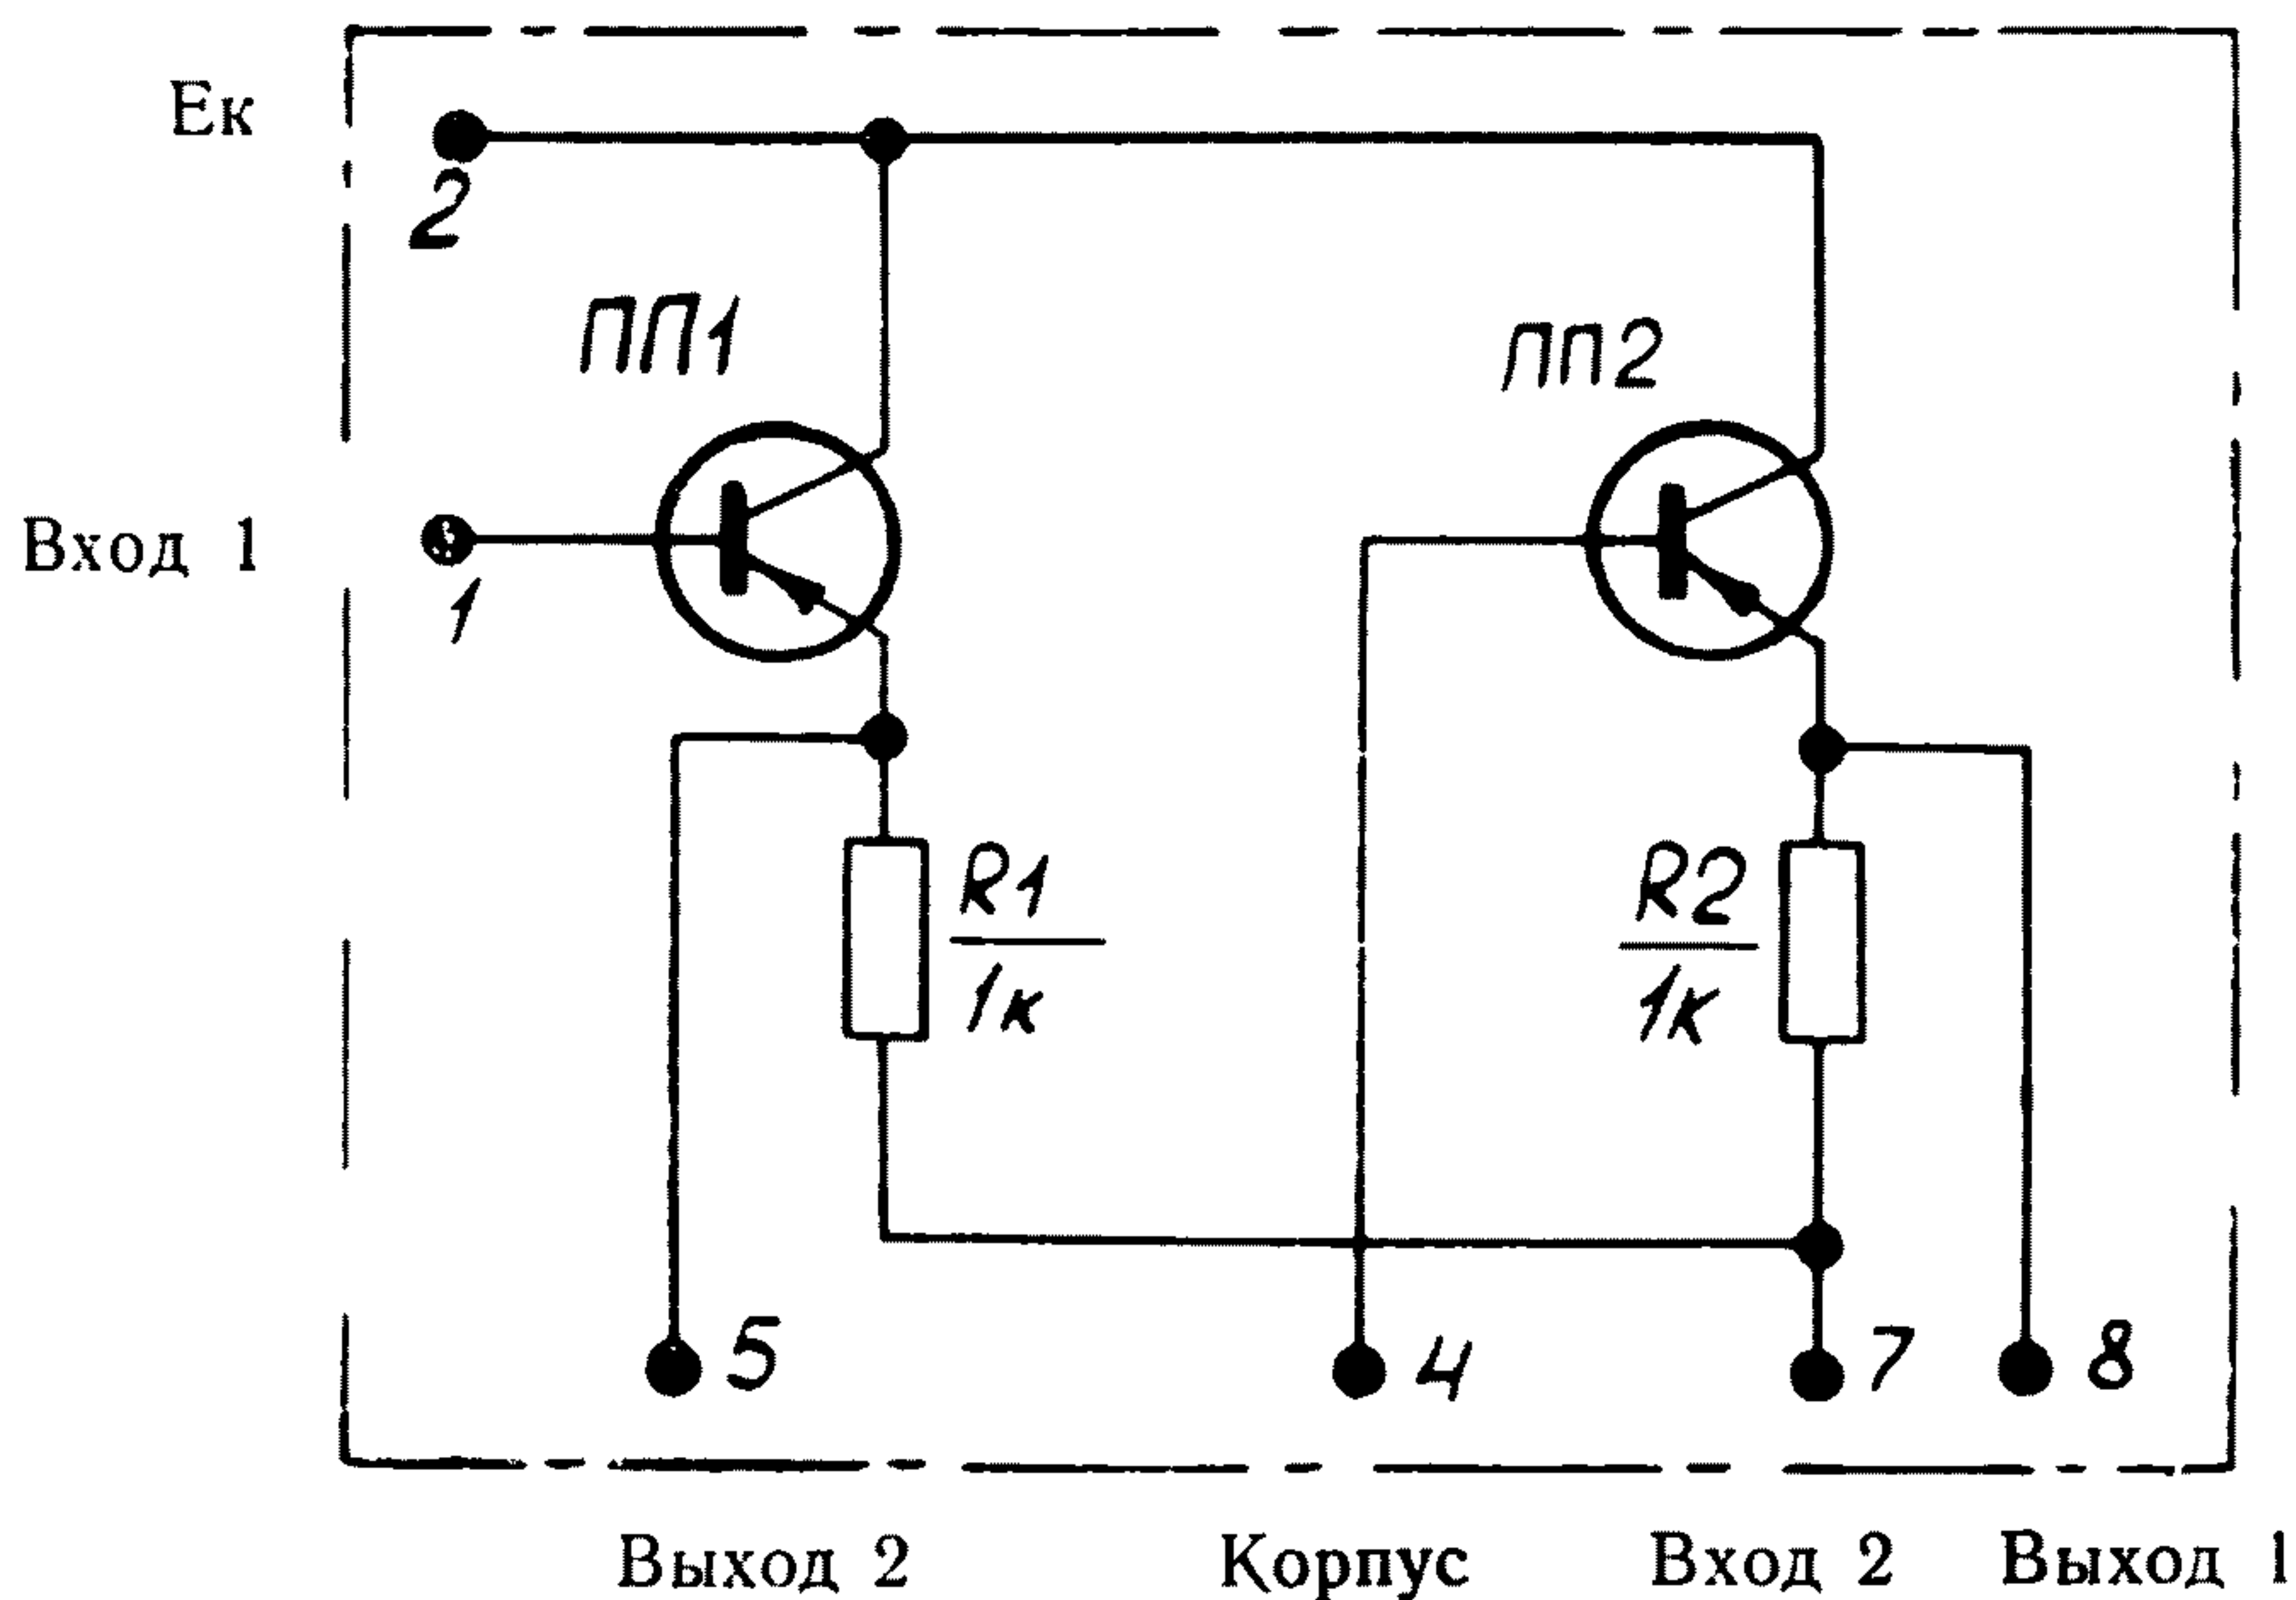 Ек
2
ПП1
ПП2
Вход 1
1
R1
1к
R2
1к
5
4
7
8
Выход 2
Корпус
Вход 2
Выход 1